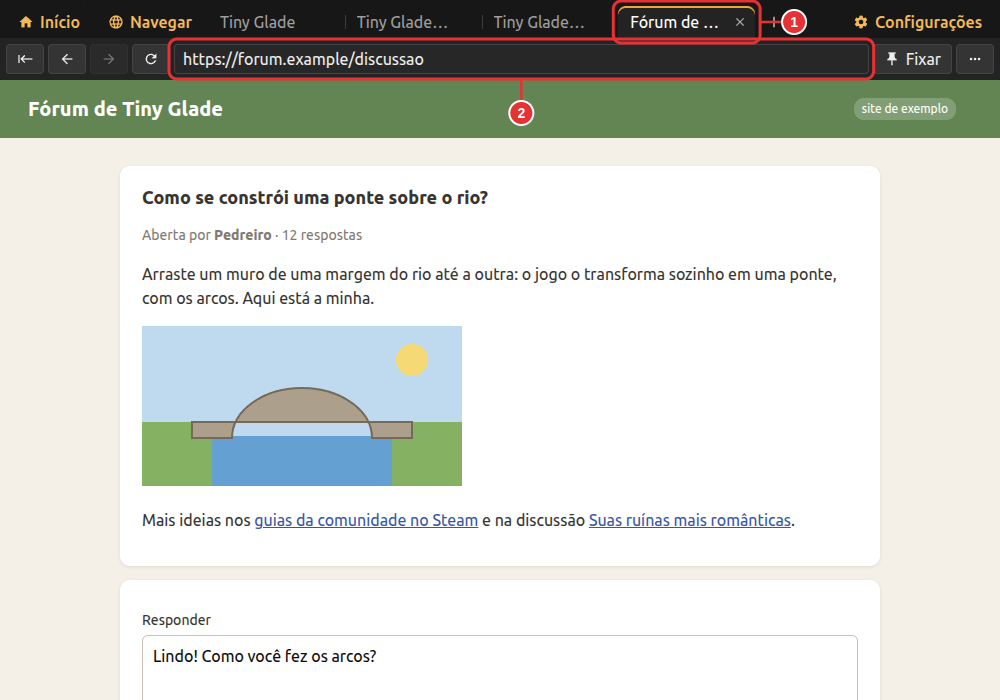 Início
Navegar
Tiny Glade
Tiny Glade...
Tiny Glade...
Fórum de ...
1
Configurações
https://forum.example/discussao
Fixar
2
Fórum de Tiny Glade
site de exemplo
Como se constrói uma ponte sobre o rio?
Aberta por Pedreiro · 12 respostas
Arraste um muro de uma margem do rio até a outra: o jogo o transforma sozinho em uma ponte,
com os arcos. Aqui está a minha.
Mais ideias nos guias da comunidade no Steam e na discussão Suas ruínas mais românticas.
Responder
Lindo! Como você fez os arcos?